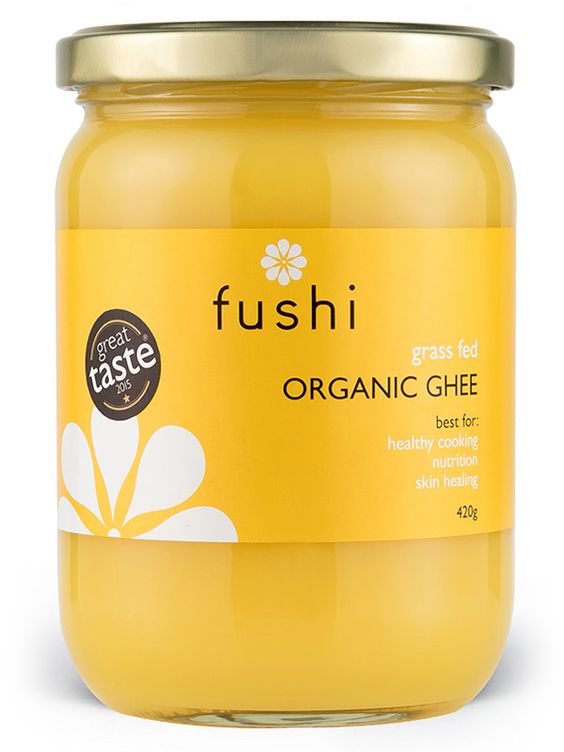 fushi
great
taste®
2015
grass fed
ORGANIC GHEE
best for:
healthy cooking
nutrition
skin healing
420g